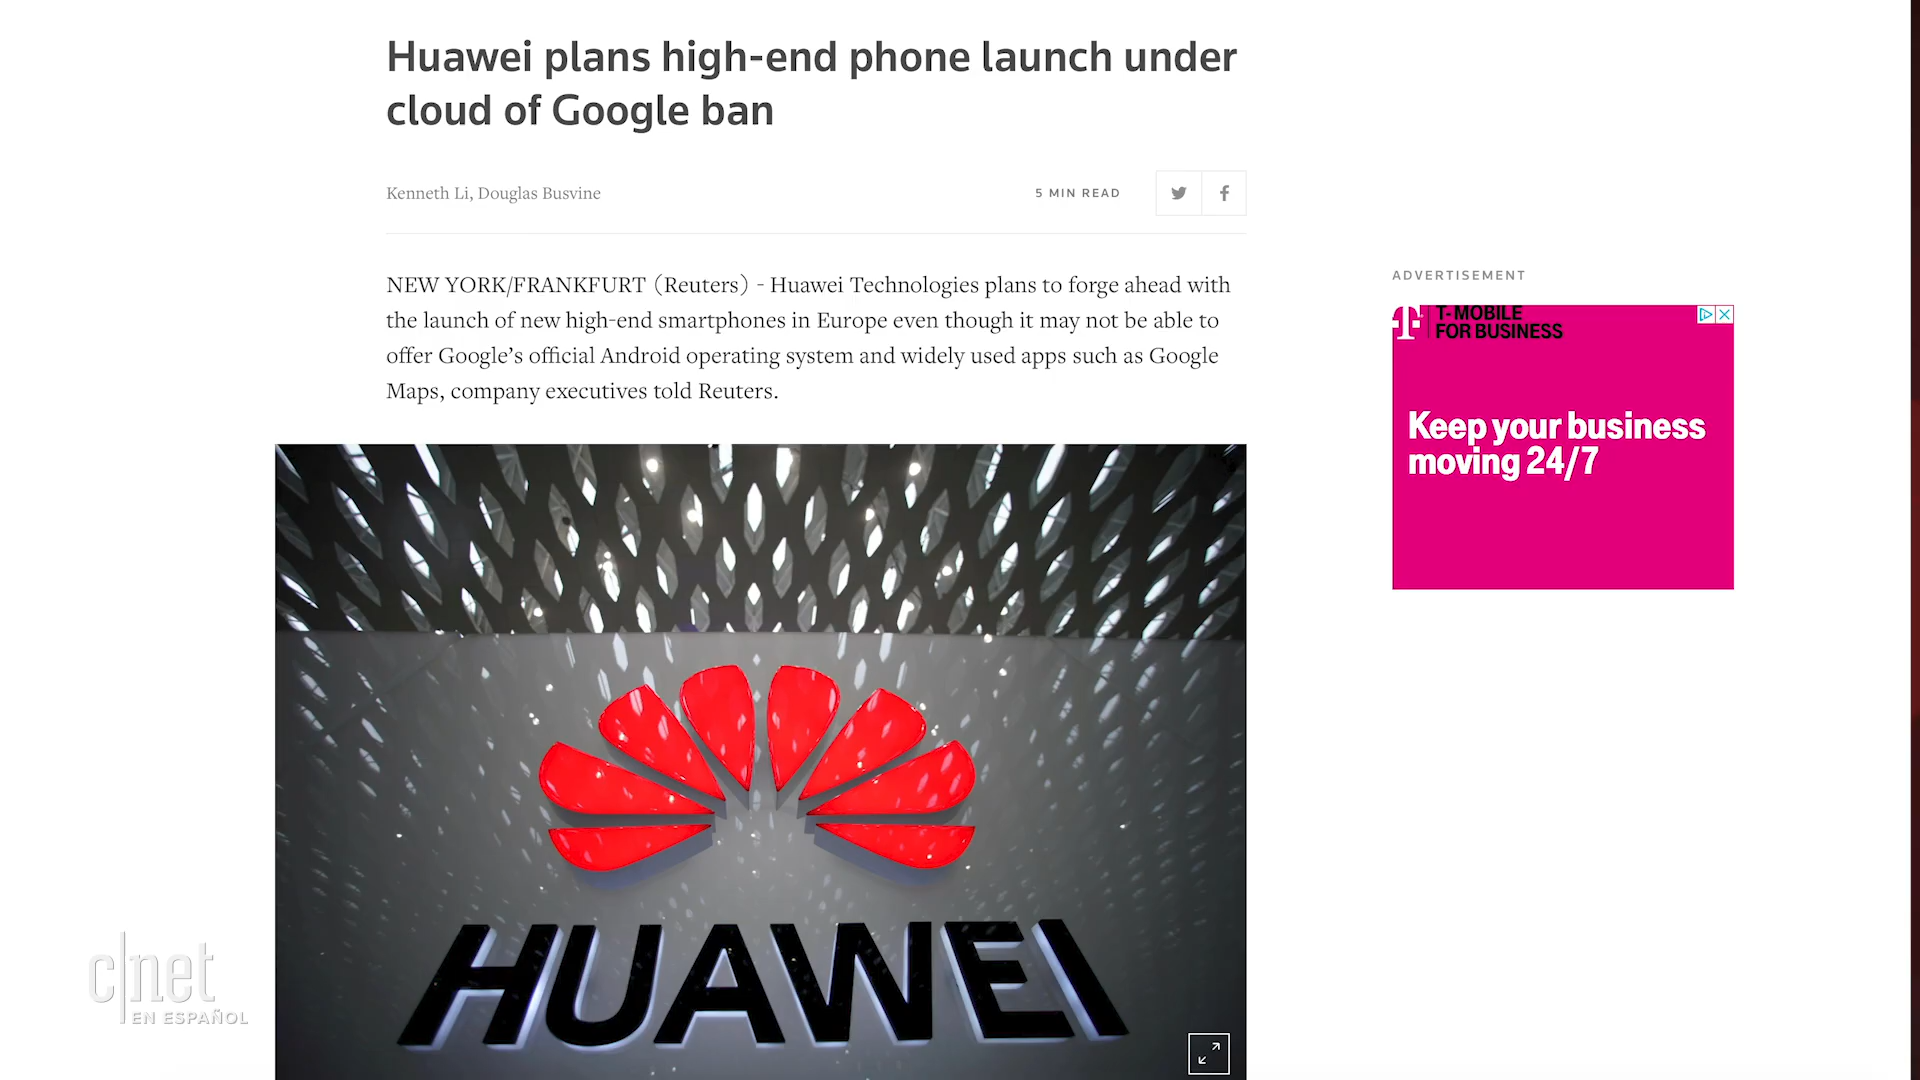 Huawei plans high-end phone launch under
cloud of Google ban
Kenneth Li, Douglas Busvine
5 MIN READ
NEW YORK/FRANKFURT (Reuters) - Huawei Technologies plans to forge ahead with
the launch of new high-end smartphones in Europe even though it may not be able to
offer Google’s official Android operating system and widely used apps such as Google
Maps, company executives told Reuters.
ADVERTISEMENT
T-MOBILE
FOR BUSINESS
Keep your business
moving 24/7
HUAWEI
c|net
EN ESPAÑOL